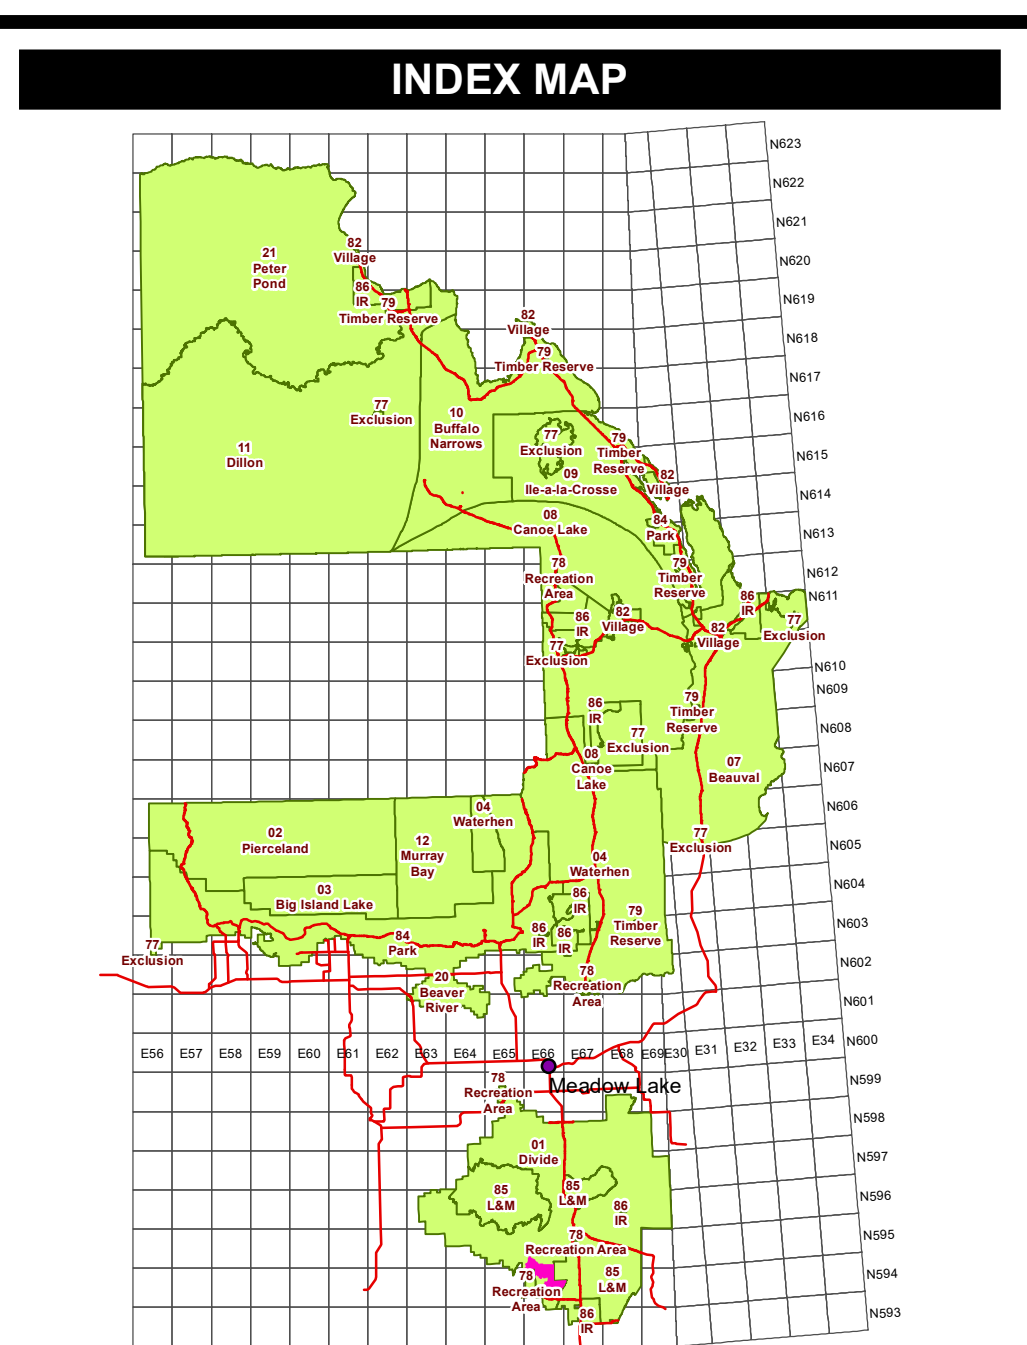 INDEX MAP
N623
N622
N621
N620
N619
N618
N617
N616
N615
N614
N613
N612
N611
N610
N609
N608
N607
N606
N605
N604
N603
N602
N601
N600
N599
N598
N597
N596
N595
N594
N593
21
Peter
Pond
82
Village
86
IR
79
Timber Reserve
82
Village
79
Timber Reserve
77
Exclusion
10
Buffalo
Narrows
11
Dillon
77
Exclusion
09
Ile-a-la-Crosse
79
Timber
Reserve
82
Village
08
Canoe Lake
84
Park
78
Recreation
Area
79
Timber
Reserve
86
IR
82
Village
86
IR
77
Exclusion
82
Village
77
Exclusion
86
IR
79
Timber
Reserve
77
Exclusion
08
Canoe
Lake
07
Beauval
04
Waterhen
02
Pierceland
12
Murray
Bay
77
Exclusion
04
Waterhen
03
Big Island Lake
86
IR
79
Timber
Reserve
86
IR
86
IR
84
Park
77
Exclusion
20
Beaver
River
78
Recreation
Area
E56 E57 E58 E59 E60 E61 E62 E63 E64 E65 E66 E67 E68 E69 E30 E31 E32 E33 E34
Meadow Lake
78
Recreation
Area
01
Divide
85
L&M
85
L&M
86
IR
78
Recreation Area
78
Recreation
Area
85
L&M
86
IR